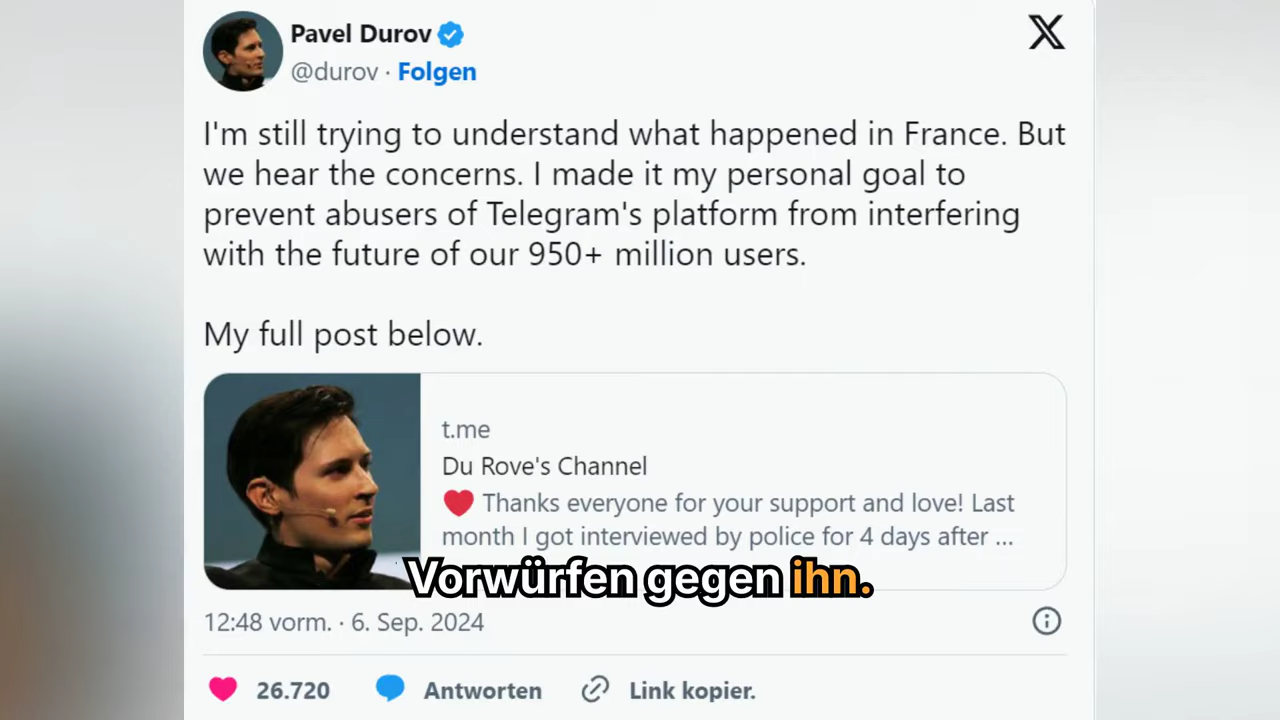 Pavel Durov
@durov · Folgen
I'm still trying to understand what happened in France. But
we hear the concerns. I made it my personal goal to
prevent abusers of Telegram's platform from interfering
with the future of our 950+ million users.
My full post below.
t.me
Du Rove's Channel
❤️ Thanks everyone for your support and love! Last
month I got interviewed by police for 4 days after ...
Vorwürfen gegen ihn.
12:48 vorm. · 6. Sep. 2024
26.720 Antworten Link kopier.